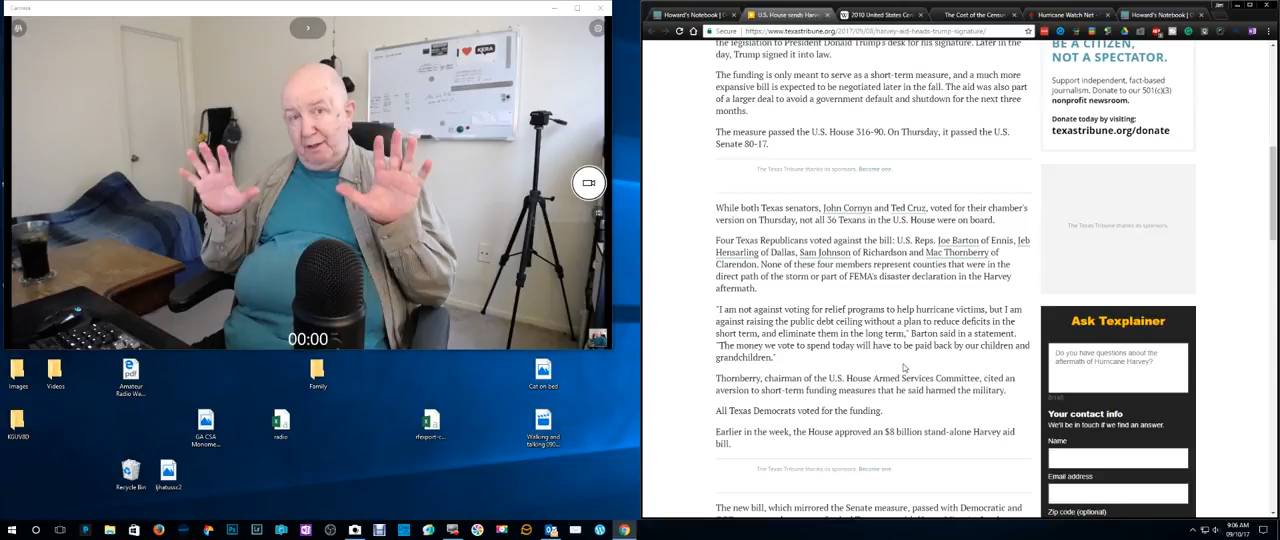 Camera
KERA
00:00
Images
Videos
Amateur
Radio Wa...
Family
Cat on bed
KGUV8D
GA CSA
Monome...
radio
rfexport-c...
Walking and
talking (90...
Recycle Bin
ljhatussc2
Howard's Notebook |
U.S. House sends Harve
2010 United States Cen
The Cost of the Census
Hurricane Watch Net -
Howard's Notebook |
Jim
Secure
https://www.texastribune.org/2017/09/08/harvey-aid-heads-trump-signature/
the legislation to President Donald Trump's desk for his signature. Later in the
day, Trump signed it into law.
The funding is only meant to serve as a short-term measure, and a much more
expansive bill is expected to be negotiated later in the fall. The aid was also part
of a larger deal to avoid a government default and shutdown for the next three
months.
The measure passed the U.S. House 316-90. On Thursday, it passed the U.S.
Senate 80-17.
The Texas Tribune thanks its sponsors. Become one.
While both Texas senators, John Cornyn and Ted Cruz, voted for their chamber's
version on Thursday, not all 36 Texans in the U.S. House were on board.
Four Texas Republicans voted against the bill: U.S. Reps. Joe Barton of Ennis, Jeb
Hensarling of Dallas, Sam Johnson of Richardson and Mac Thornberry of
Clarendon. None of these four members represent counties that were in the
direct path of the storm or part of FEMA's disaster declaration in the Harvey
aftermath.
"I am not against voting for relief programs to help hurricane victims, but I am
against raising the public debt ceiling without a plan to reduce deficits in the
short term, and eliminate them in the long term," Barton said in a statement.
"The money we vote to spend today will have to be paid back by our children and
grandchildren."
Thornberry, chairman of the U.S. House Armed Services Committee, cited an
aversion to short-term funding measures that he said harmed the military.
All Texas Democrats voted for the funding.
Earlier in the week, the House approved an $8 billion stand-alone Harvey aid
bill.
The Texas Tribune thanks its sponsors. Become one.
The new bill, which mirrored the Senate measure, passed with Democratic and
BE A CITIZEN,
NOT A SPECTATOR.
Support independent, fact-based
journalism. Donate to our 501(c)(3)
nonprofit newsroom.
Donate today by visiting:
texastribune.org/donate
The Texas Tribune thanks its sponsors.
Ask Texplainer
Do you have questions about the
aftermath of Hurricane Harvey?
Your contact info
We'll be in touch if we find an answer.
Name
Email address
Zip code (optional)
9:06 AM
09/10/17